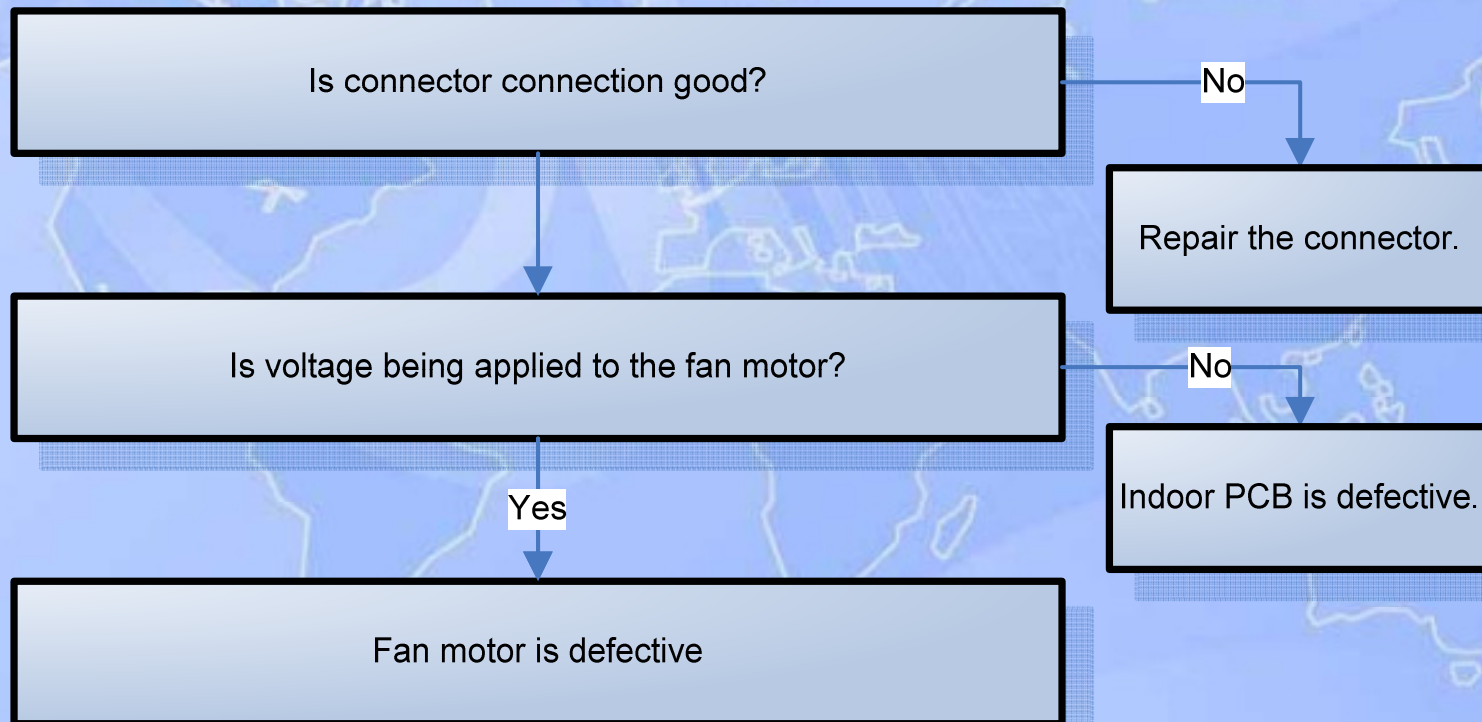 Is connector connection good?
No
Repair the connector.
Is voltage being applied to the fan motor?
No
Indoor PCB is defective.
Yes
Fan motor is defective